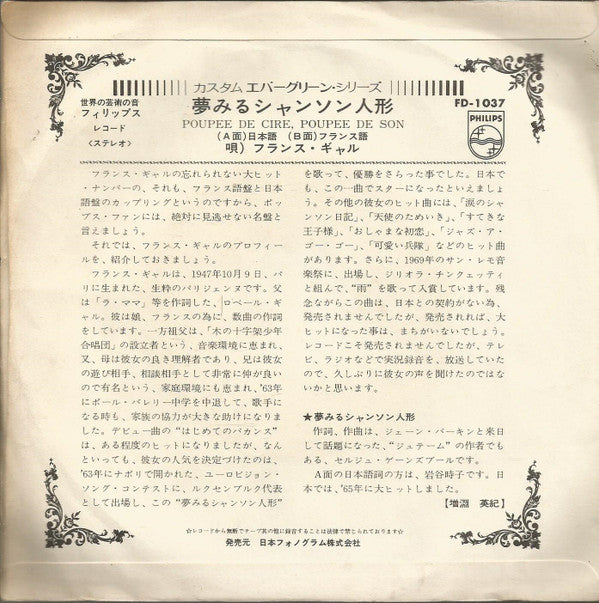 カスタム エバーグリーン・シリーズ
世界の芸術の音
フィリップス
レコード
〈ステレオ〉
夢みるシャンソン人形
POUPEE DE CIRE, POUPEE DE SON
(A面)日本語 (B面)フランス語
唄) フランス・ギャル
FD-1037
PHILIPS
フランス・ギャルの忘れられない大ヒット
・ナンバーの、それも、フランス語盤と日本
語盤のカップリングというのですから、ポッ
プス・ファンには、絶対に見逃せない名盤と
言えましょう。
それでは、フランス・ギャルのプロフィー
ルを、紹介しておきましょう。
フランス・ギャルは、1947年10月9日、パ
リに生まれた、生粋のパリジェンヌです。父
は「ラ・ママ」等を作詞した、ロベール・ギ
ャル。彼は娘、フランスの為に、数曲の作詞
をしています。一方祖父は、「木の十字架少年
合唱団」の設立者という、音楽環境に恵まれ、
又、母は彼女の良き理解者であり、兄は彼女
の遊び相手、相談相手として非常に仲が良い
ので有名という、家庭環境にも恵まれ、'63年
にポール・バレリー中学を中退して、歌手に
なる時も、家族の協力が大きな助けになりま
した。デビュー曲の“はじめてのバカンス”
は、ある程度のヒットになりましたが、なん
といっても、彼女の人気を決定づけたのは、
'63年にナポリで開かれた、ユーロビジョン・
ソング・コンテストに、ルクセンブルク代表
として出場し、この“夢みるシャンソン人形”
を歌って、優勝をさらった事でした。日本で
も、この一曲でスターになったといえましょ
う。その他の彼女のヒット曲には、「涙のシャ
ンソン日記」、「天使のためいき」、「すてきな
王子様」、「おしゃまな初恋」、「ジャズ・ア・
ゴー・ゴー」、「可愛い兵隊」などのヒット曲
があります。さらに、1969年のサン・レモ音
楽祭に、出場し、ジリオラ・チンクェッティ
と組んで、“雨”を歌って入賞しています。残
念ながらこの曲は、日本との契約がない為、
発売されませんでしたが、発売されれば、大
ヒットになった事は、まちがいないでしょう。
レコードこそ発売されませんだが、テレ
ビ、ラジオなどで実況録音を、放送していた
ので、久しぶりに彼女の声を聞けたのではな
いかと思います。
★夢みるシャンソン人形
作詞、作曲は、ジェーン・バーキンと来日
して話題になった、“ジュテーム”の作者でも
ある、セルジュ・ゲーンズブールです。
A面の日本語詞の方は、岩谷時子です。日
本では、'65年に大ヒットしました。
【増淵 英紀】
☆レコードから無断でテープ其の他に録音することは法律で禁じられております☆
発売元 日本フォノグラム株式会社